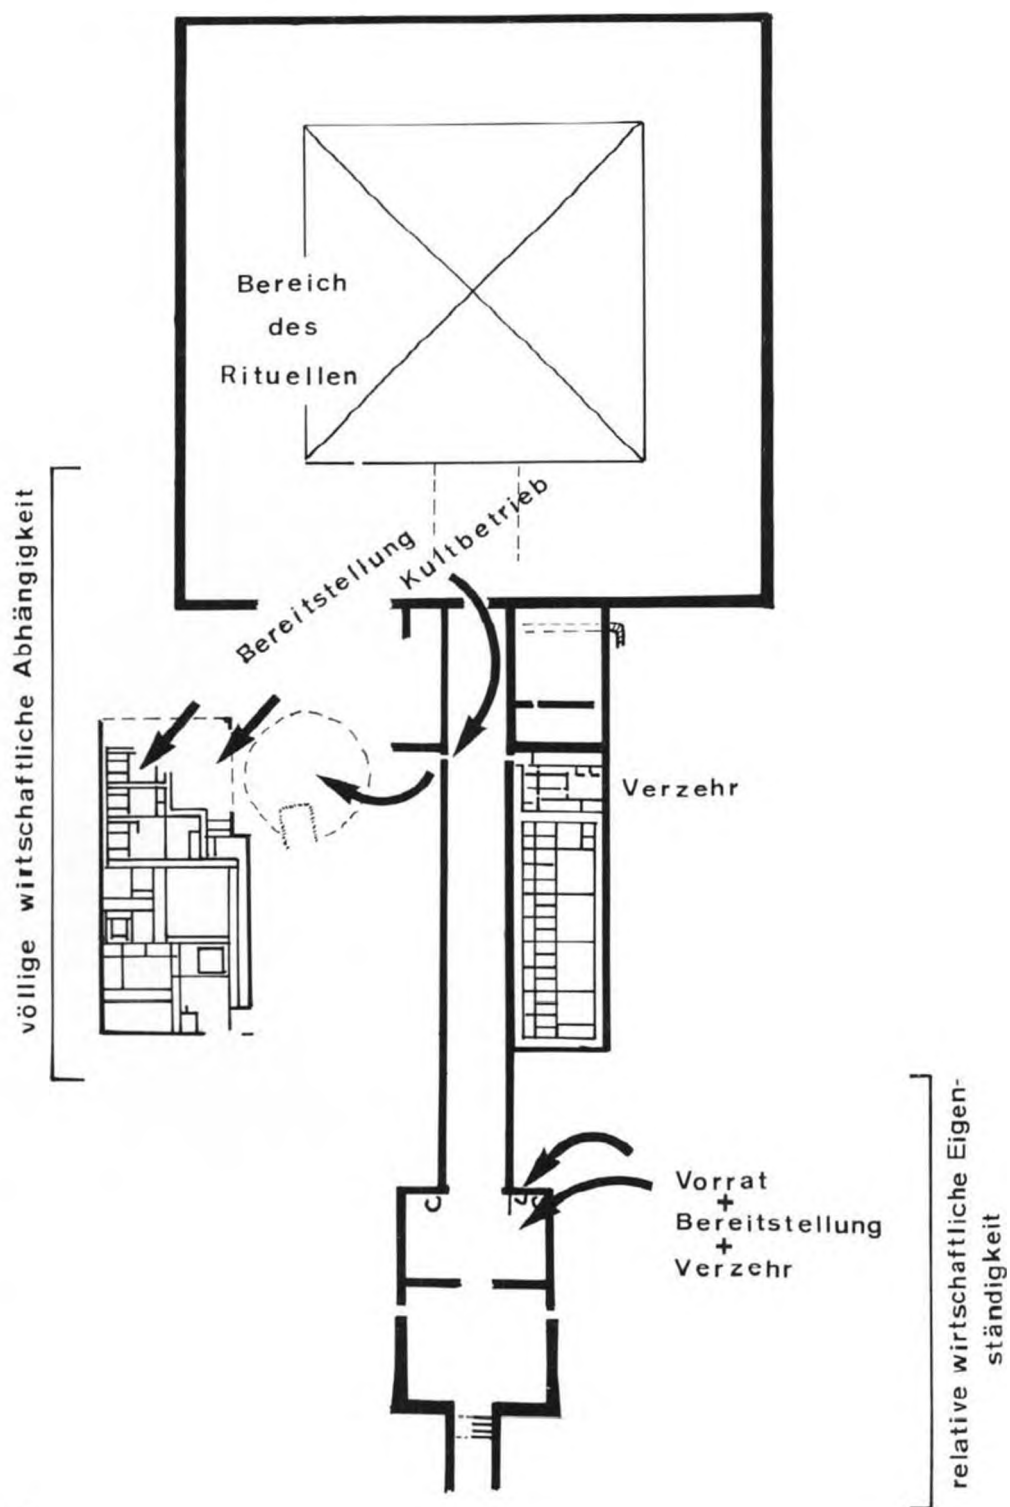 Bereich
des
Rituellen
Bereitstellung
Kultbetrieb
völlige wirtschaftliche Abhängigkeit
Verzehr
Vorrat
+
Bereitstellung
+
Verzehr
relative wirtschaftliche Eigen-
ständigkeit